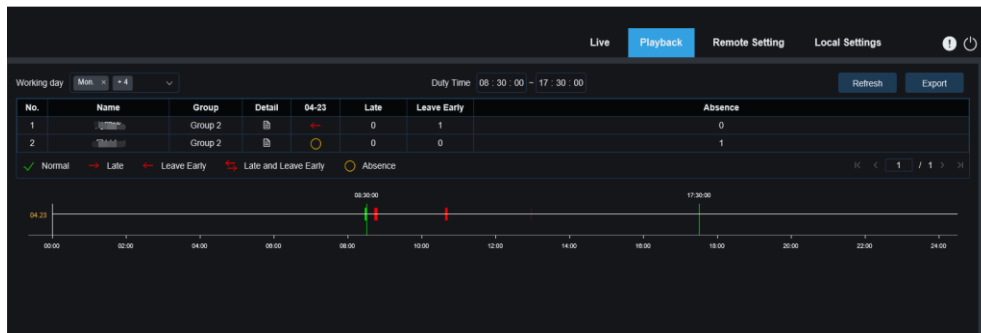 Live Playback Remote Setting Local Settings
Working day Mon. × + 4 Duty Time 08 : 30 : 00 ~ 17 : 30 : 00 Refresh Export
No. Name Group Detail 04-23 Late Leave Early Absence
1 Group 2 0 1 0
2 Group 2 0 0 1
Normal Late Leave Early Late and Leave Early Absence 1 / 1
08:30:00 17:30:00
04.23
00:00 02:00 04:00 06:00 08:00 10:00 12:00 14:00 16:00 18:00 20:00 22:00 24:00